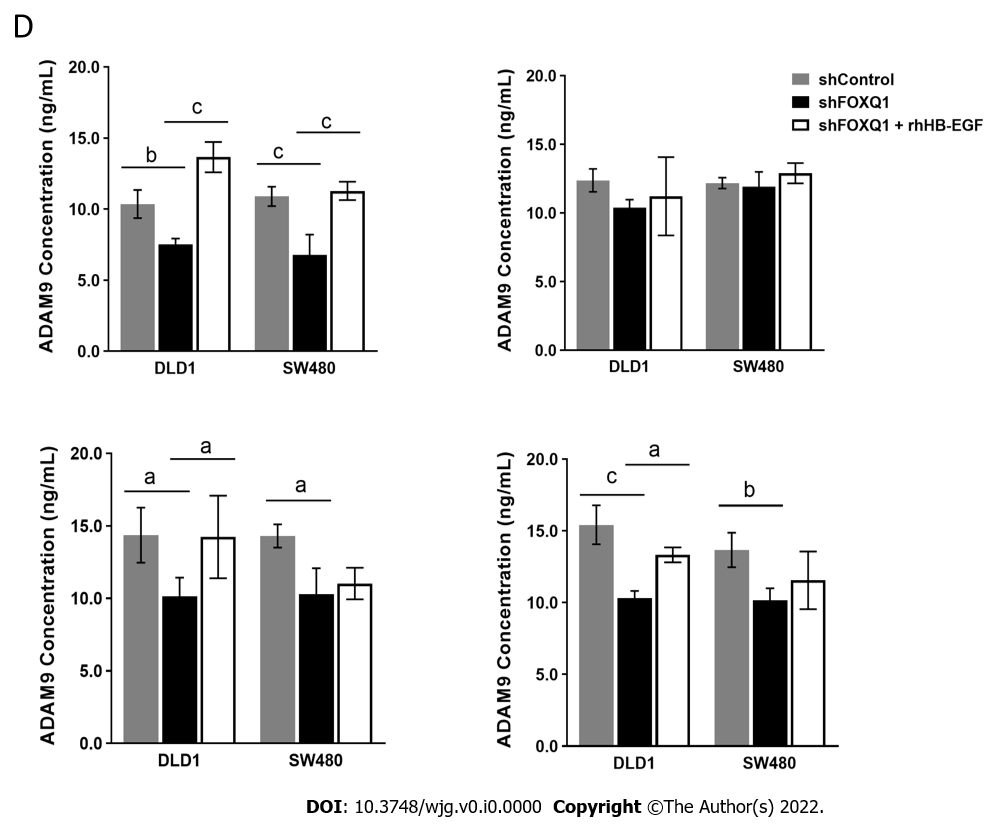 D
ADAM9 Concentration (ng/mL)
20.0
15.0
10.0
5.0
0.0
b
c
c
c
DLD1
SW480
ADAM9 Concentration (ng/mL)
20.0
15.0
10.0
5.0
0.0
DLD1
SW480
shControl
shFOXQ1
shFOXQ1 + rhHB-EGF
ADAM9 Concentration (ng/mL)
20.0
15.0
10.0
5.0
0.0
a
a
a
DLD1
SW480
ADAM9 Concentration (ng/mL)
20.0
15.0
10.0
5.0
0.0
c
a
b
DLD1
SW480
DOI: 10.3748/wjg.v0.i0.0000 Copyright ©The Author(s) 2022.